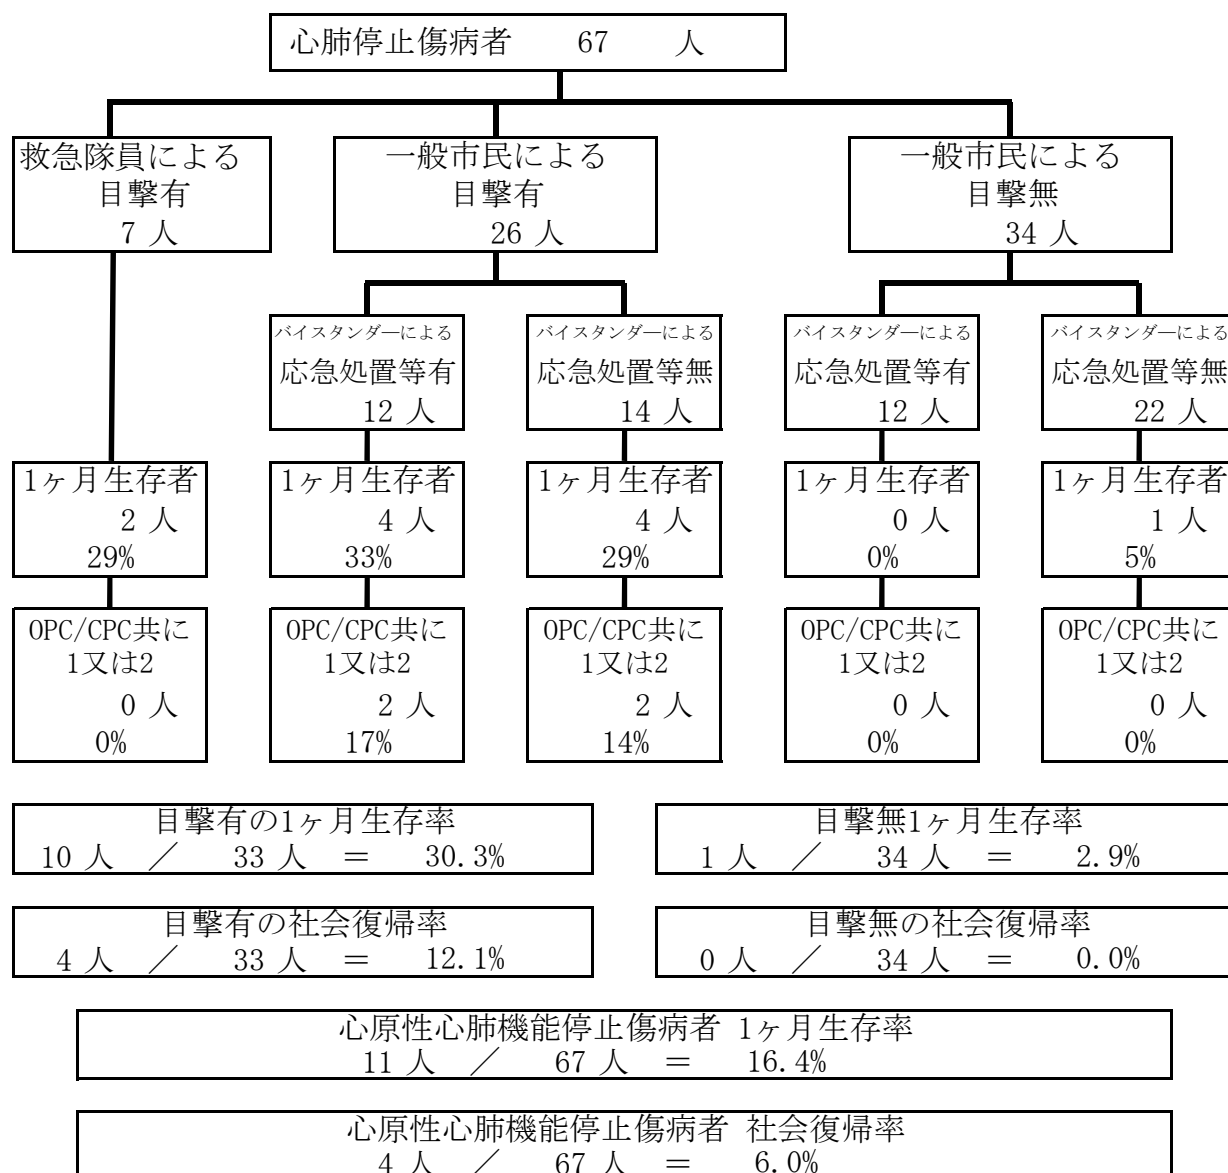 心肺停止傷病者 67 人
救急隊員による
目撃有
7 人
一般市民による
目撃有
26 人
一般市民による
目撃無
34 人
バイスタンダーによる
応急処置等有
12 人
バイスタンダーによる
応急処置等無
14 人
バイスタンダーによる
応急処置等有
12 人
バイスタンダーによる
応急処置等無
22 人
1ヶ月生存者
2 人
29%
1ヶ月生存者
4 人
33%
1ヶ月生存者
4 人
29%
1ヶ月生存者
0 人
0%
1ヶ月生存者
1 人
5%
OPC/CPC共に
1又は2
0 人
0%
OPC/CPC共に
1又は2
2 人
17%
OPC/CPC共に
1又は2
2 人
14%
OPC/CPC共に
1又は2
0 人
0%
OPC/CPC共に
1又は2
0 人
0%
目撃有の1ヶ月生存率
10 人 ／ 33 人 ＝ 30.3%
目撃無1ヶ月生存率
1 人 ／ 34 人 ＝ 2.9%
目撃有の社会復帰率
4 人 ／ 33 人 ＝ 12.1%
目撃無の社会復帰率
0 人 ／ 34 人 ＝ 0.0%
心原性心肺機能停止傷病者 1ヶ月生存率
11 人 ／ 67 人 ＝ 16.4%
心原性心肺機能停止傷病者 社会復帰率
4 人 ／ 67 人 ＝ 6.0%